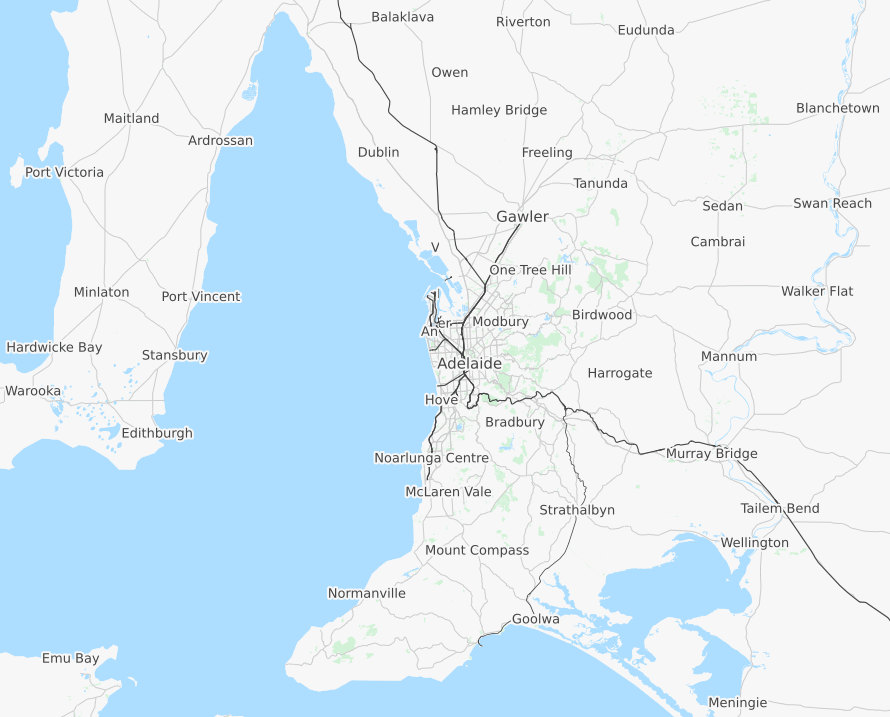 Balaklava
Riverton
Eudunda
Owen
Hamley Bridge
Blanchetown
Maitland
Ardrossan
Dublin
Freeling
Port Victoria
Tanunda
Sedan
Swan Reach
Gawler
Cambrai
V
One Tree Hill
Minlaton
Port Vincent
Walker Flat
Modbury
Birdwood
An
Hardwicke Bay
Stansbury
Mannum
Adelaide
Harrogate
Warooka
Hove
Bradbury
Edithburgh
Noarlunga Centre
Murray Bridge
McLaren Vale
Strathalbyn
Tailem Bend
Wellington
Mount Compass
Normanville
Goolwa
Emu Bay
Meningie